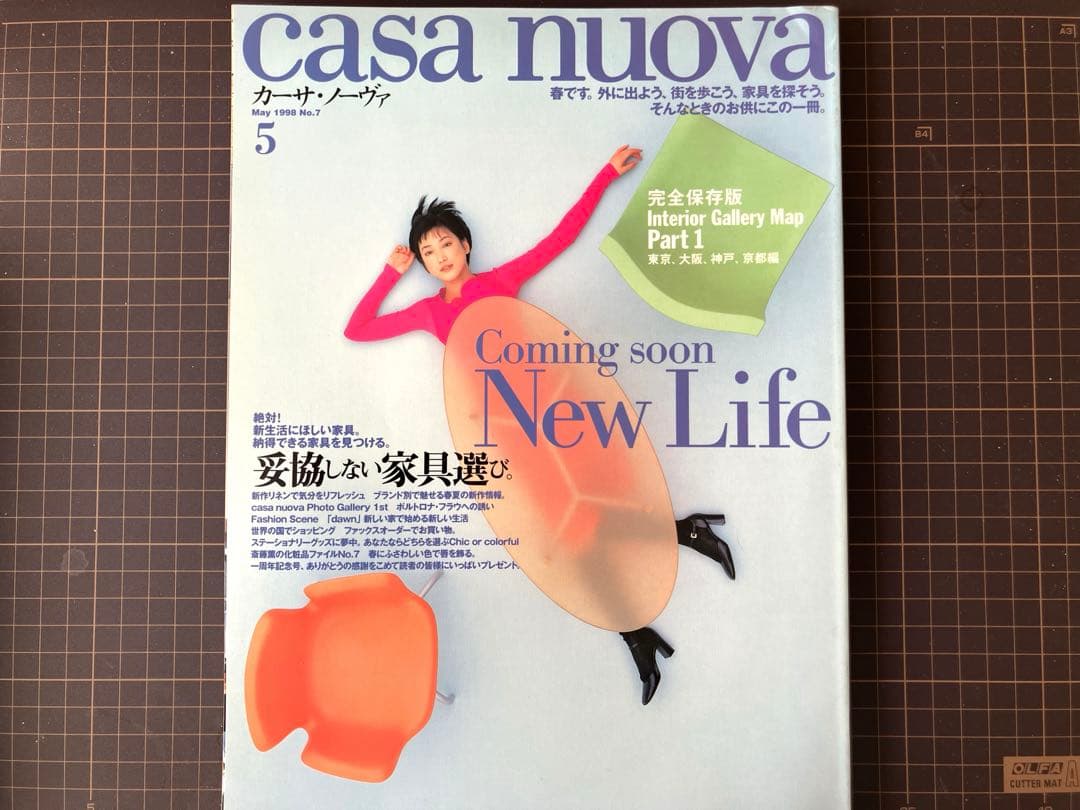 casa nuova
カーサ・ノーヴァ
May 1998 No.7
5
春です。外に出よう、街を歩こう、家具を探そう。
そんなときのお供にこの一冊。
完全保存版
Interior Gallery Map
Part 1
東京、大阪、神戸、京都編
Coming soon
New Life
絶対!
新生活にほしい家具。
納得できる家具を見つける。
妥協しない家具選び。
新作リネンで気分をリフレッシュ ブランド別で魅せる春夏の新作情報。
casa nuova Photo Gallery 1st ポルトロナ・フラウへの誘い
Fashion Scene 「dawn」新しい家で始める新しい生活
世界の国でショッピング ファックスオーダーでお買い物。
ステーショナリーグッズに夢中。あなたならどちらを選ぶChic or colorful
斎藤薫の化粧品ファイルNo.7 春にふさわしい色で唇を飾る。
一周年記念号、ありがとうの感謝をこめて読者の皆様にいっぱいプレゼント。
A3
B4
OLFA
CUTTER MAT A
5